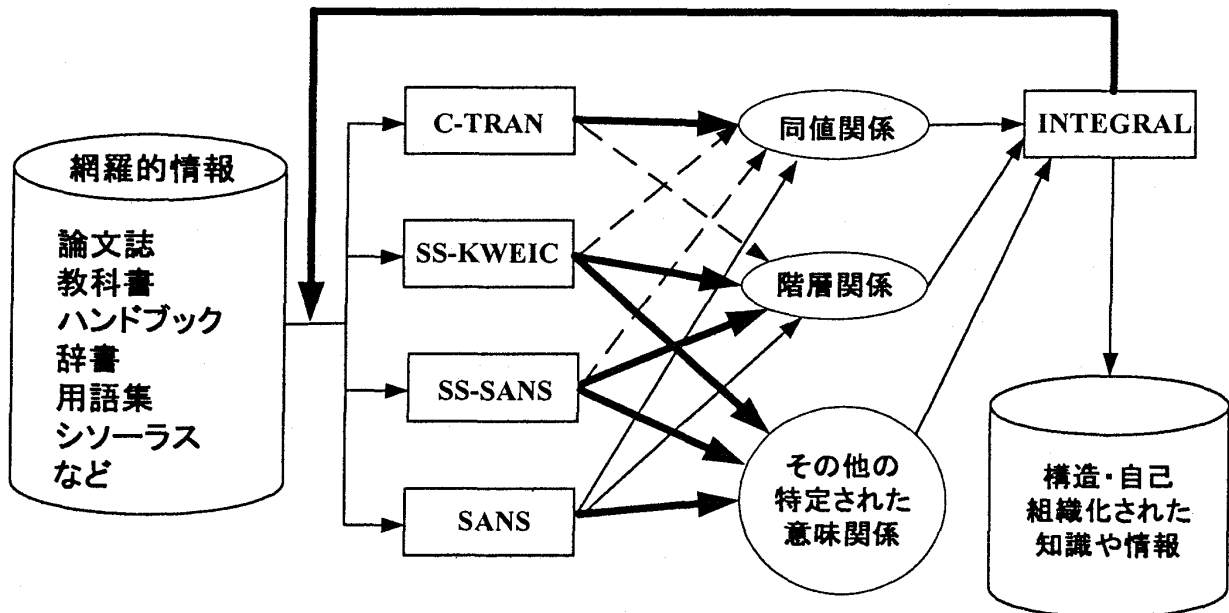 網羅的情報
論文誌
教科書
ハンドブック
辞書
用語集
シソーラス
など
C-TRAN
SS-KWEIC
SS-SANS
SANS
同値関係
階層関係
その他の
特定された
意味関係
INTEGRAL
構造・自己
組織化された
知識や情報